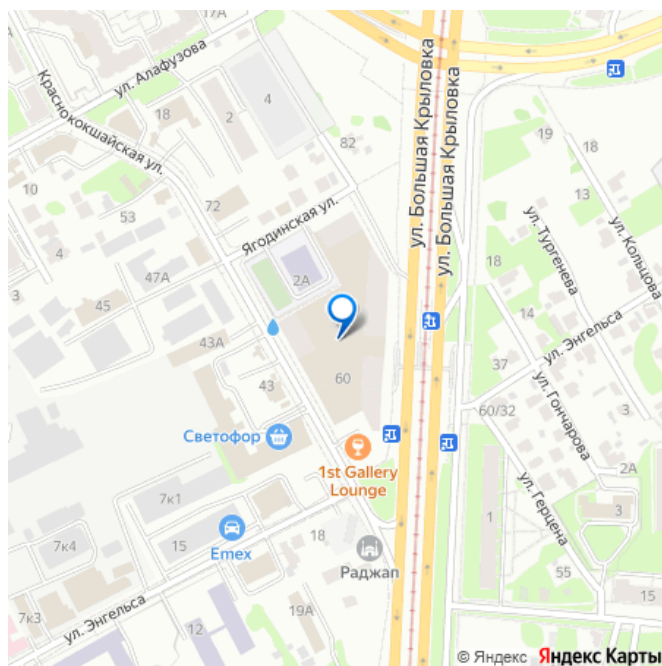 17А
ул. Алафузова
Краснококшайская ул.
4
2
18
82
10
72
53
4
Ягодинская ул.
47А
2А
3
45
43А
43
60
Светофор
1st Gallery
Lounge
7к1
7к4
15
Emex
18
Раджап
7к3
ул. Энгельса
19А
12
ул. Большая Крыловка
ул. Большая Крыловка
19
18
13
ул. Тургенева
ул. Кольцова
18
14
ул. Энгельса
37
ул. Гончарова
60/32
3
2А
ул. Герцена
1
3
55
15
© Яндекс Яндекс Карты